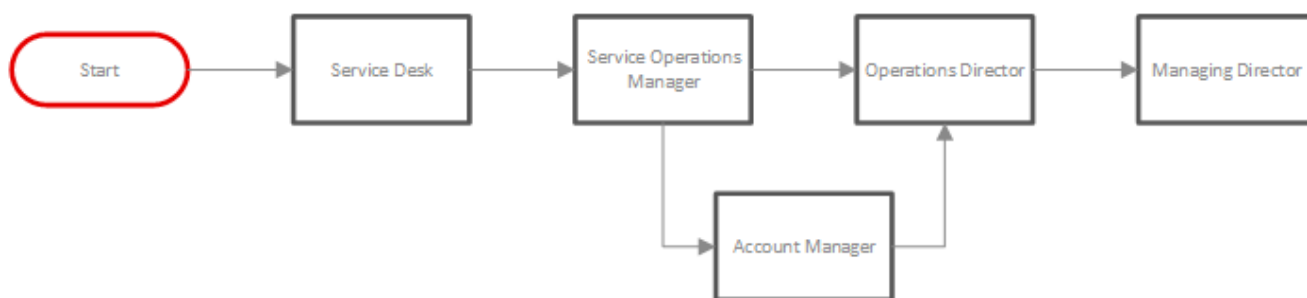 Start
Service Desk
Service Operations
Manager
Operations Director
Managing Director
Account Manager